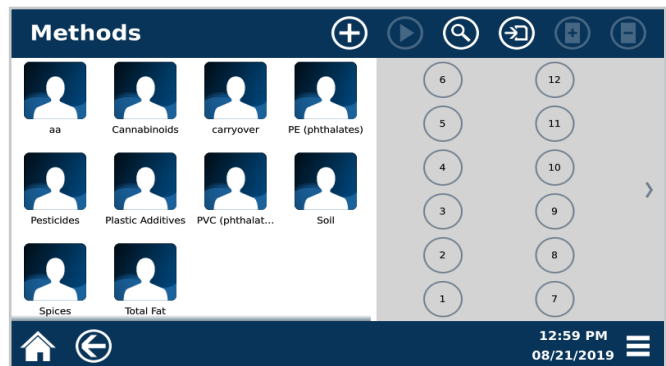 Methods
aa Cannabinoids carryover PE (phthalates)
Pesticides Plastic Additives PVC (phthalat... Soil
Spices Total Fat
6 12
5 11
4 10
3 9
2 8
1 7
12:59 PM
08/21/2019